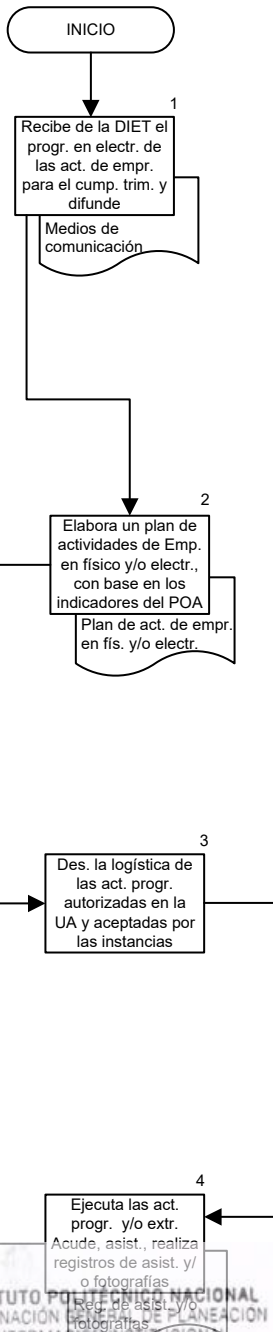 INICIO
1
Recibe de la DIET el
progr. en electr. de
las act. de empr.
para el cump. trim. y
difunde
Medios de
comunicación
2
Elabora un plan de
actividades de Emp.
en físico y/o electr.,
con base en los
indicadores del POA
Plan de act. de empr.
en fís. y/o electr.
3
Des. la logística de
las act. progr.
autorizadas en la
UA y aceptadas por
las instancias
4
Ejecuta las act.
progr. y/o extr.
Acude, asist., realiza
registros de asist. y/
o fotografías
Reg. de asist. y/o
fotografías
TUTO POLITÉCNICO NACIONAL
NACIÓN GENERAL DE PLANEACIÓN